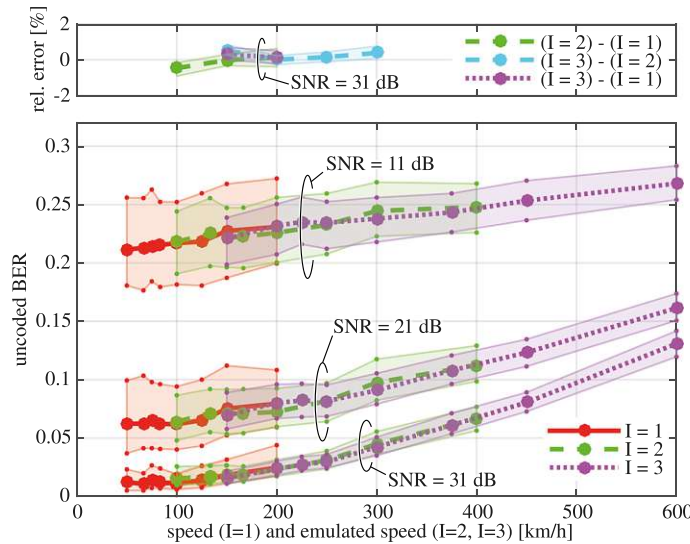 rel. error [%]
2
0
-2
SNR = 31 dB
(I = 2) - (I = 1)
(I = 3) - (I = 2)
(I = 3) - (I = 1)
uncoded BER
0.3
0.25
0.2
0.15
0.1
0.05
0
SNR = 11 dB
SNR = 21 dB
SNR = 31 dB
I = 1
I = 2
I = 3
0 100 200 300 400 500 600
speed (I=1) and emulated speed (I=2, I=3) [km/h]